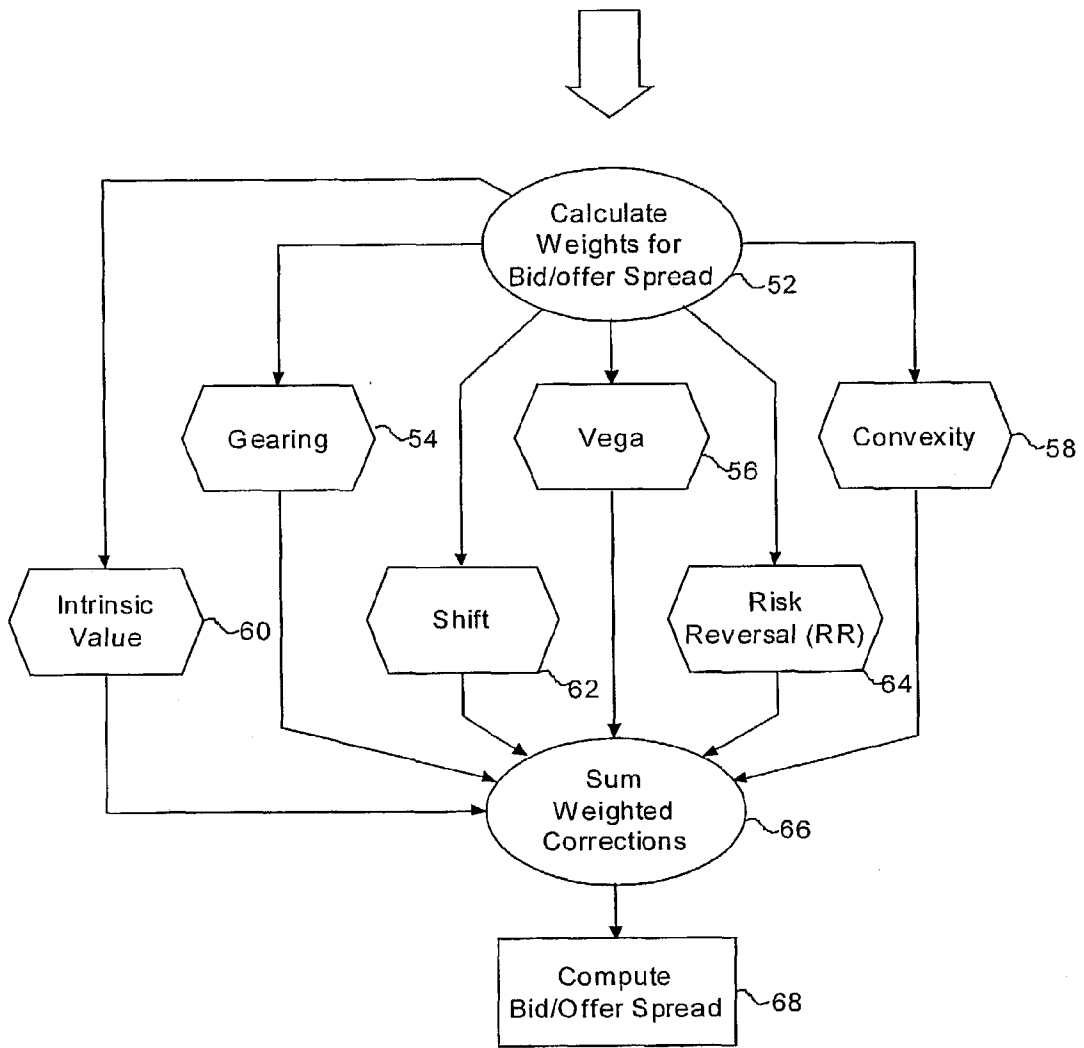 Calculate
Weights for
Bid/offer Spread
52
Gearing
54
Vega
56
Convexity
58
Intrinsic
Value
60
Shift
62
Risk
Reversal (RR)
64
Sum
Weighted
Corrections
66
Compute
Bid/Offer Spread
68